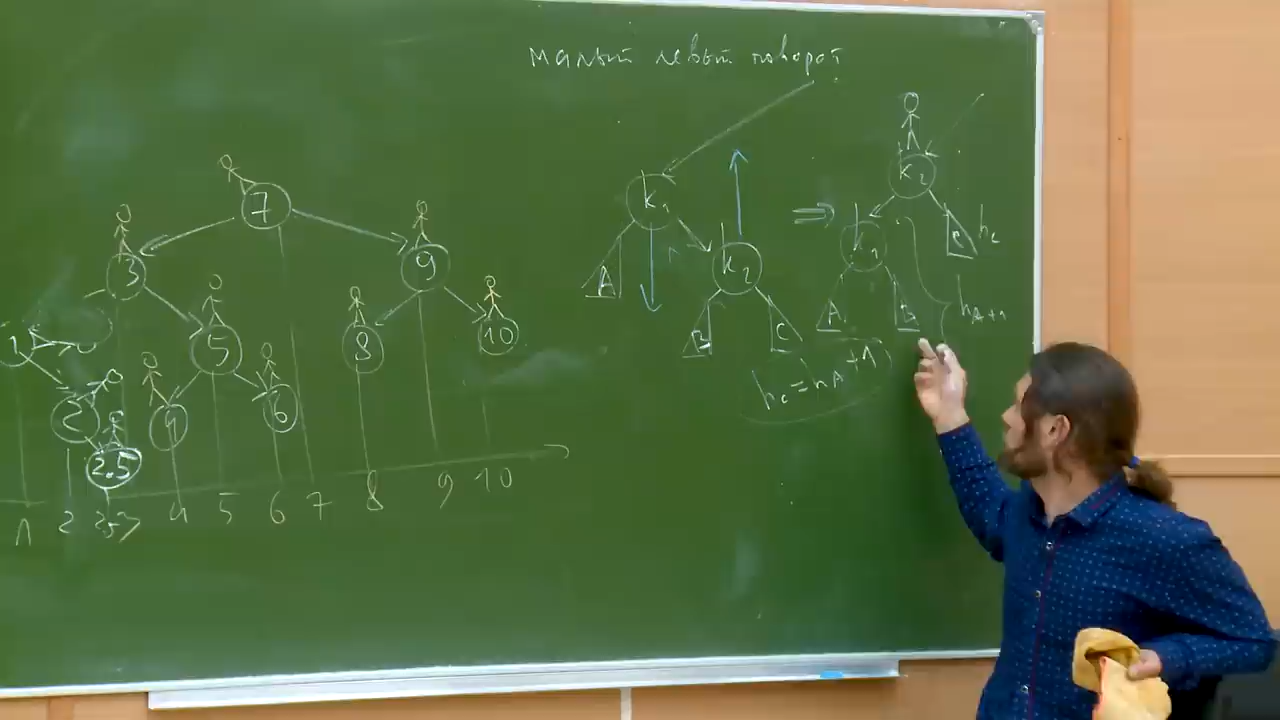 малый левый поворот
7
3 9
1 5 8 10
2 4 6
2.5
1 2 2.5 3 4 5 6 7 8 9 10
k₁ k₂
A B C
hc = hA + 1
⇒
k₂
k₁ C hc
A B hA+1